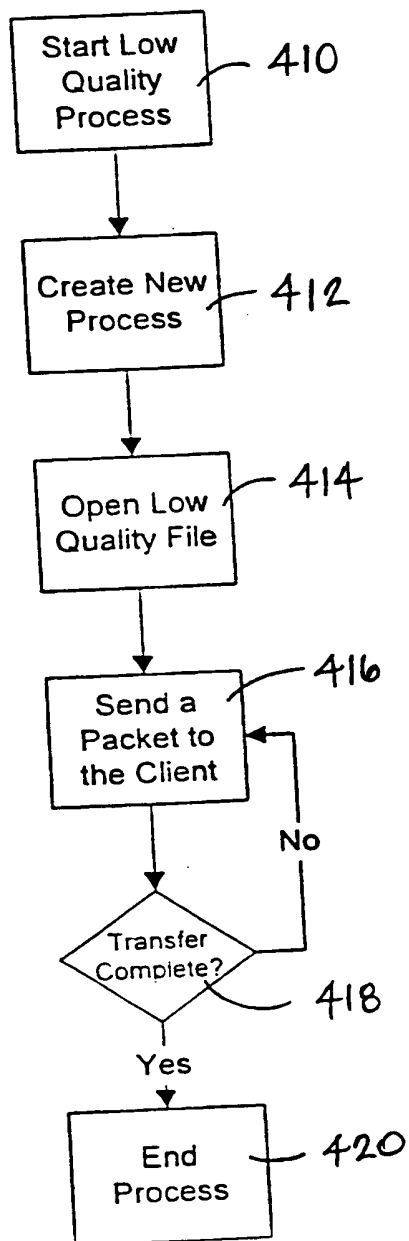 Start Low
Quality
Process
410
Create New
Process
412
Open Low
Quality File
414
Send a
Packet to
the Client
416
No
Transfer
Complete?
418
Yes
End
Process
420